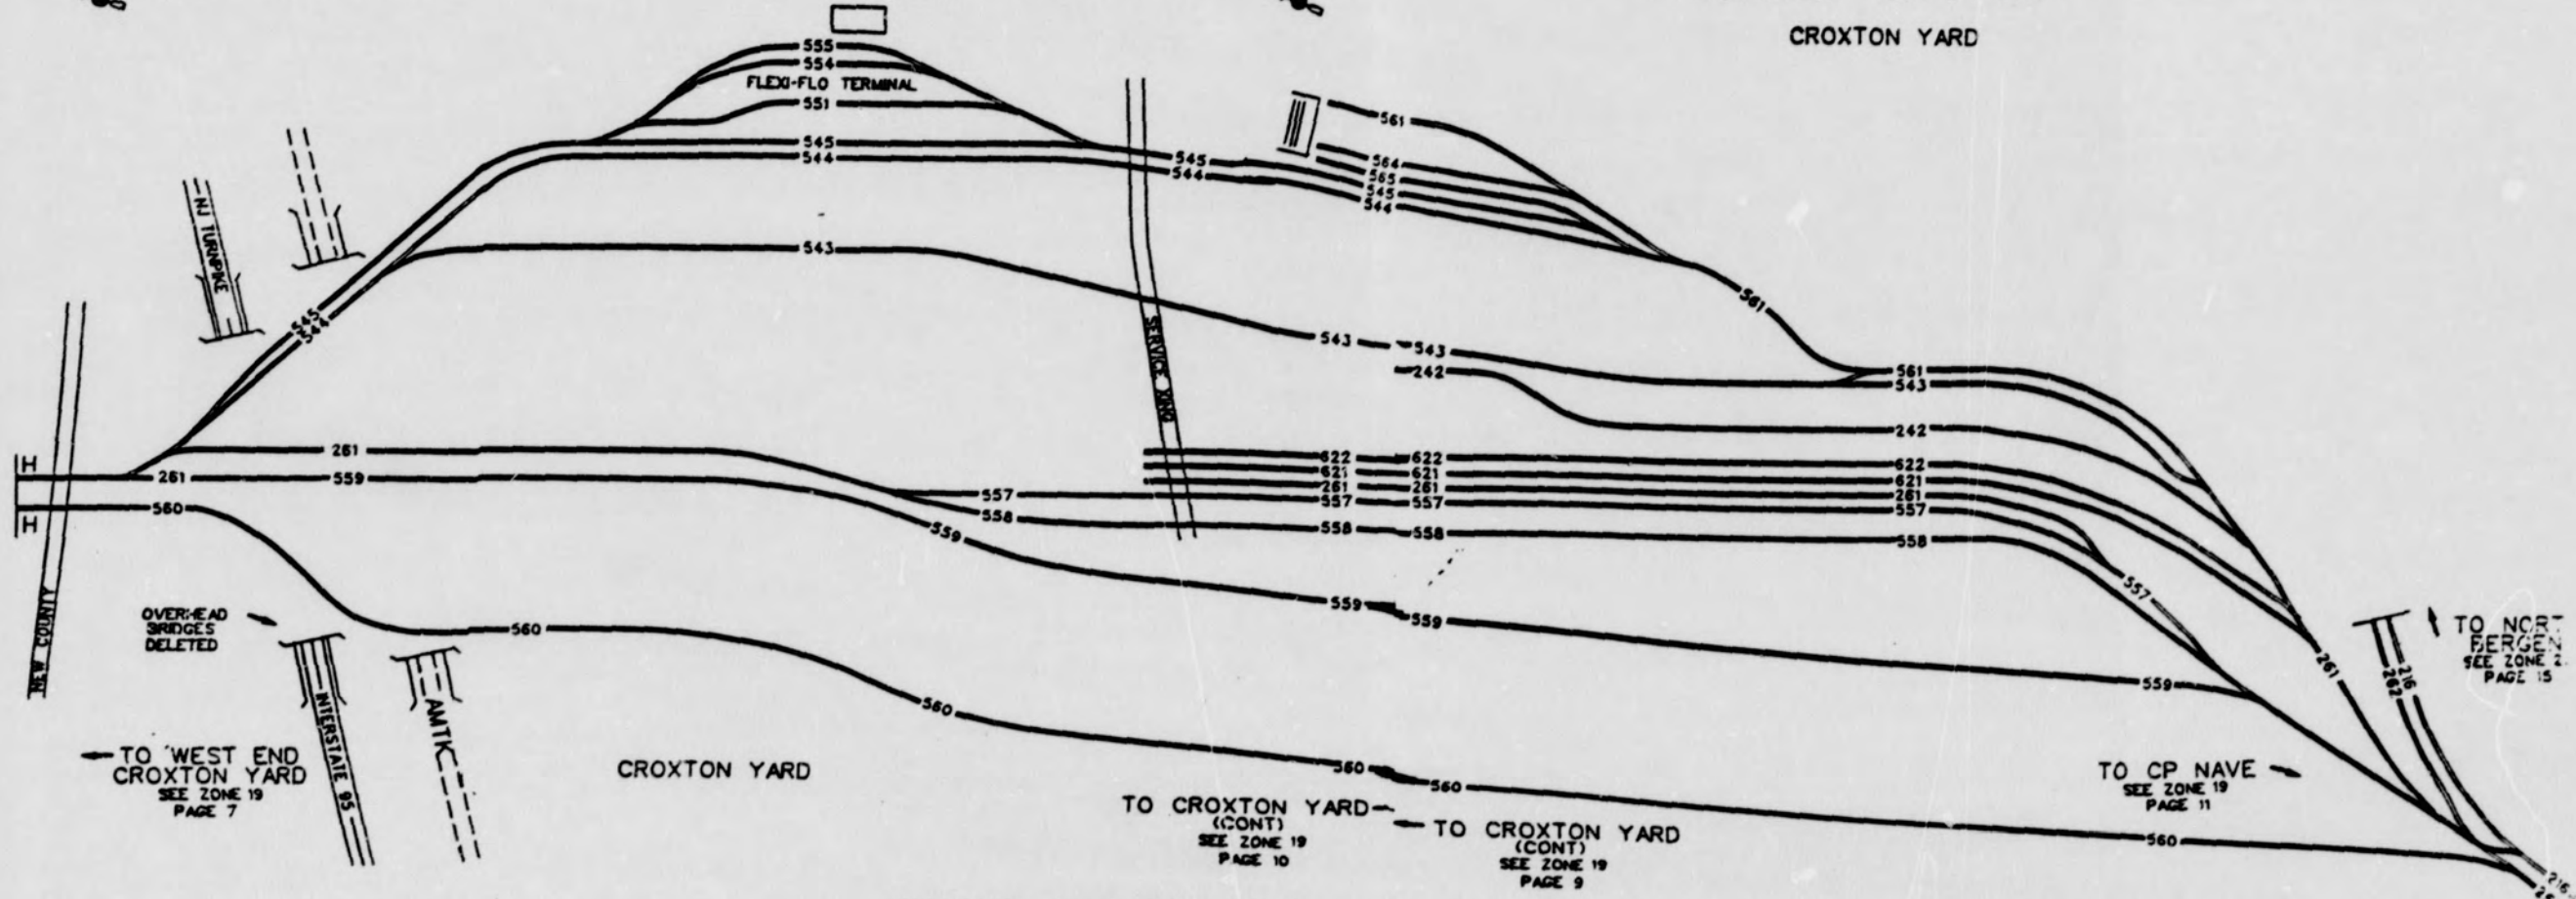 CROXTON YARD
555
554
FLEXI-FLO TERMINAL
551
545
544
545
544
561
564
565
545
544
NJ TURNPIKE
543
545
544
561
SERVICE XING
543
543
242
561
543
242
261
261
559
560
557
558
559
622
621
261
557
558
622
621
261
557
558
622
621
261
557
558
557
H
H
NEW COUNTY
OVERHEAD
BRIDGES
DELETED
560
559
559
559
261
262
216
TO NORT
BERGEN
SEE ZONE 2
PAGE 15
INTERSTATE 95
AMTK
560
TO WEST END
CROXTON YARD
SEE ZONE 19
PAGE 7
CROXTON YARD
560
560
TO CROXTON YARD
(CONT)
SEE ZONE 19
PAGE 10
TO CROXTON YARD
(CONT)
SEE ZONE 19
PAGE 9
TO CP NAVE
SEE ZONE 19
PAGE 11
560
216